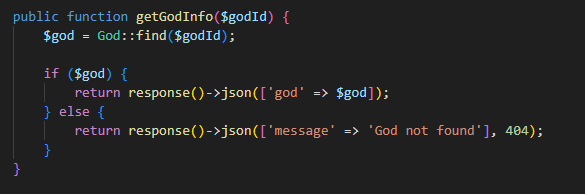 public function getGodInfo($godId) {
    $god = God::find($godId);

    if ($god) {
        return response()->json(['god' => $god]);
    } else {
        return response()->json(['message' => 'God not found'], 404);
    }
}